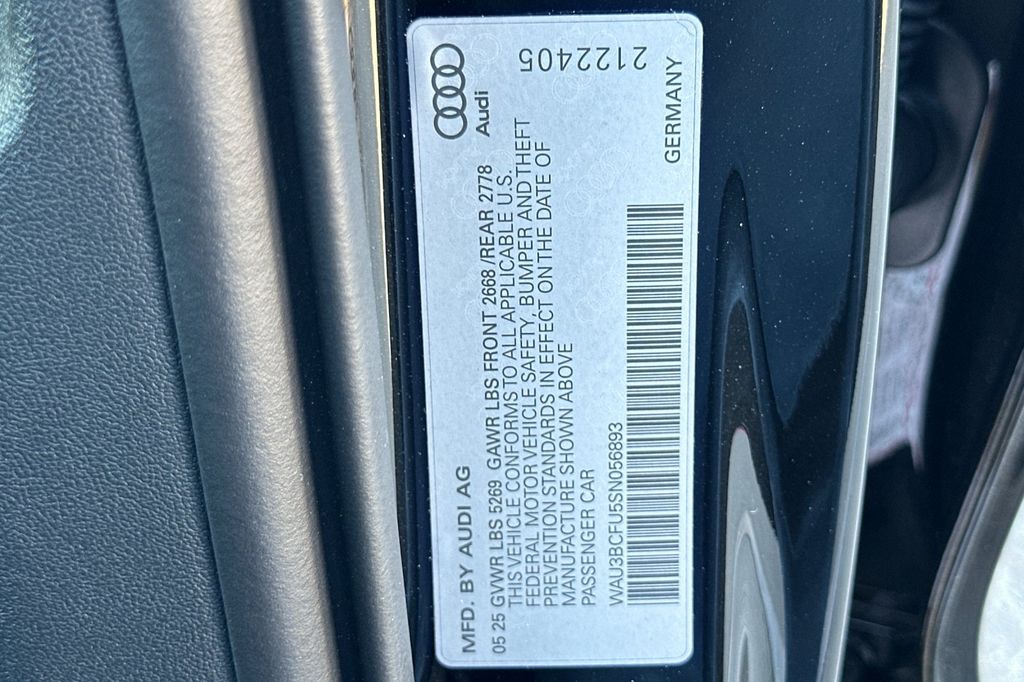 MFD. BY AUDI AG
Audi
05 25 GVWR LBS 5269 GAWR LBS FRONT 2668 /REAR 2778
THIS VEHICLE CONFORMS TO ALL APPLICABLE U.S.
FEDERAL MOTOR VEHICLE SAFETY, BUMPER AND THEFT
PREVENTION STANDARDS IN EFFECT ON THE DATE OF
MANUFACTURE SHOWN ABOVE
PASSENGER CAR
WAU3BCFU5SN056893
GERMANY
2122405